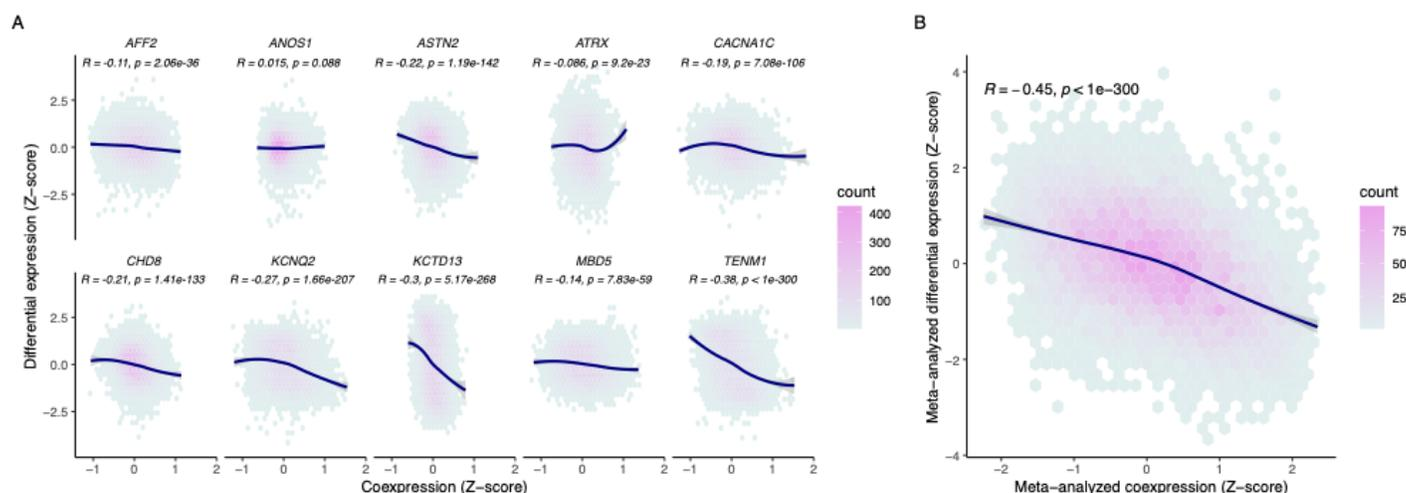 A
B
AFF2 ANOS1 ASTN2 ATRX CACNA1C
R = -0.11, p = 2.06e-36 R = 0.015, p = 0.088 R = -0.22, p = 1.19e-142 R = -0.086, p = 9.2e-23 R = -0.19, p = 7.08e-106
2.5
0.0
−2.5
CHD8 KCNQ2 KCTD13 MBD5 TENM1
R = -0.21, p = 1.41e-133 R = -0.27, p = 1.66e-207 R = -0.3, p = 5.17e-268 R = -0.14, p = 7.83e-59 R = -0.38, p < 1e-300
2.5
0.0
−2.5
−1 0 1 2 −1 0 1 2 −1 0 1 2 −1 0 1 2 −1 0 1 2
Coexpression (Z−score)
Differential expression (Z−score)
count
400
300
200
100
R = − 0.45, p < 1e−300
4
2
0
−2
−4
−2 −1 0 1 2
Meta−analyzed coexpression (Z−score)
Meta−analyzed differential expression (Z−score)
count
75
50
25